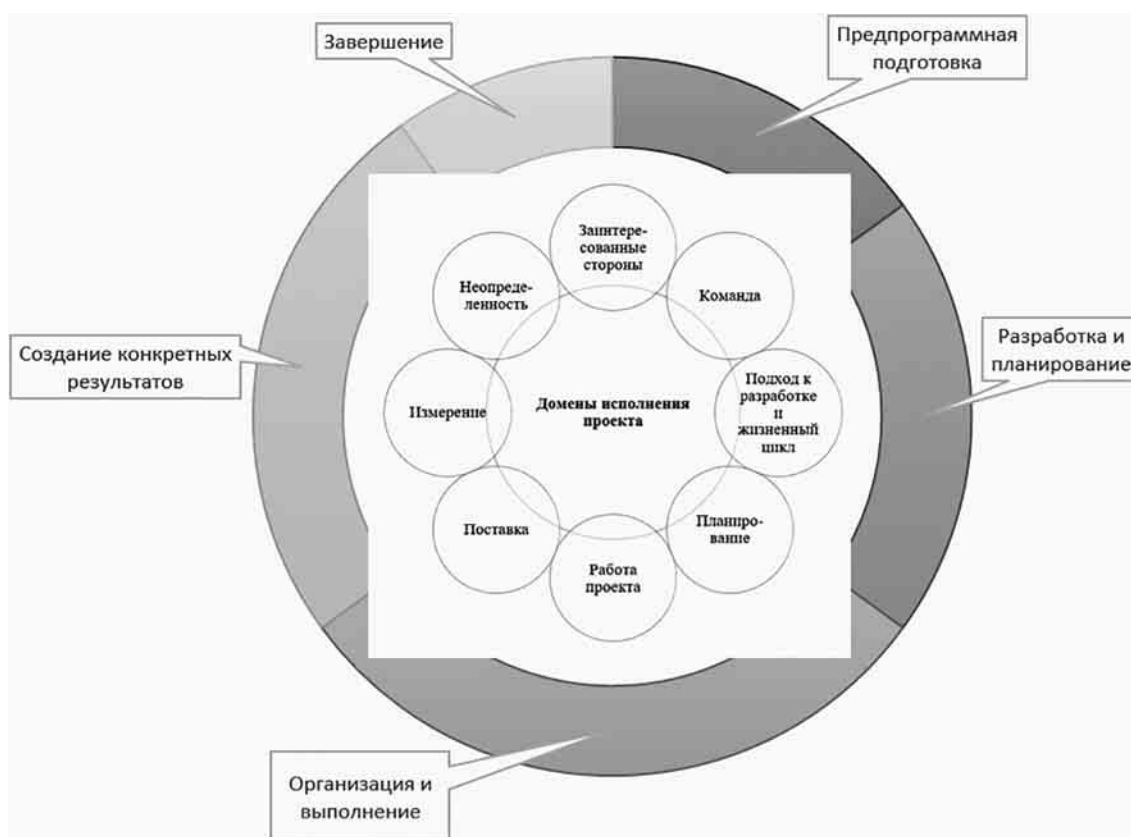 Завершение
Предпрограммная
подготовка
Разработка и
планирование
Организация и
выполнение
Создание конкретных
результатов
Заинтере-
сованные
стороны
Команда
Подход к
разработке
и
жизненный
цикл
Планиро-
вание
Работа
проекта
Поставка
Измерение
Неопреде-
ленность
Домены исполнения
проекта